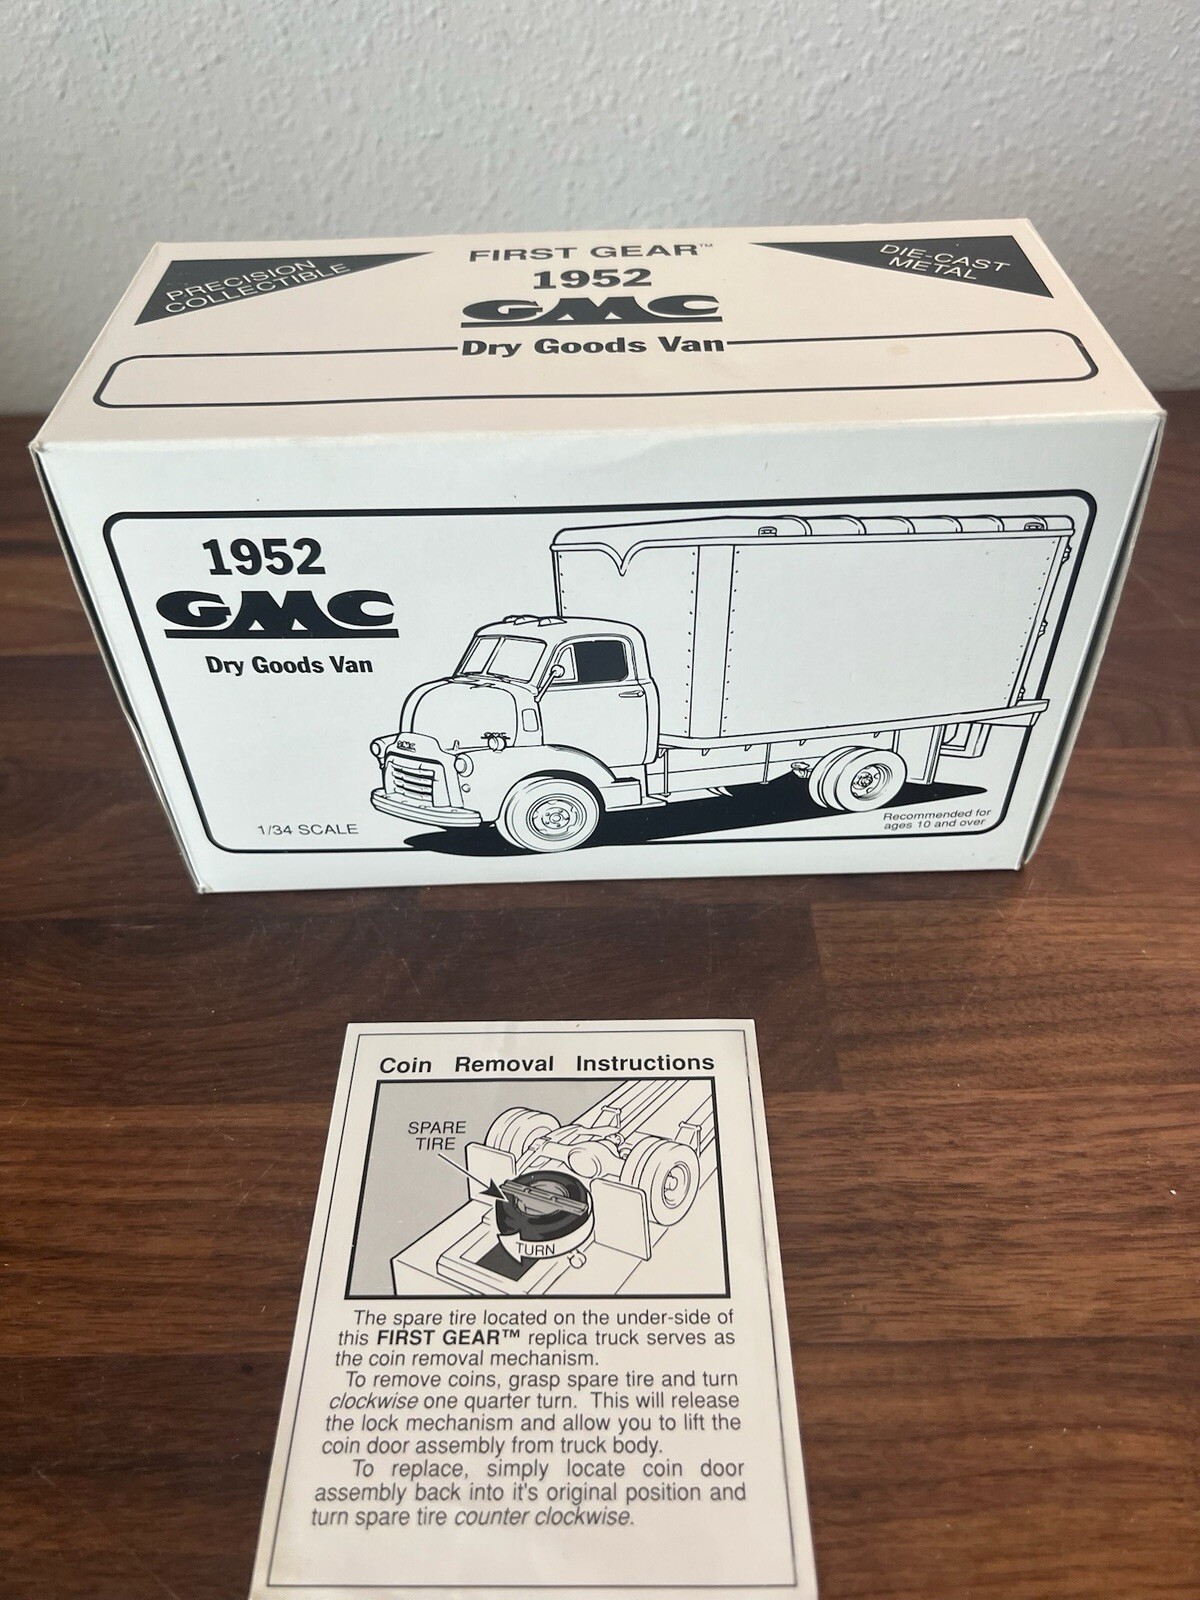 PRECISION
COLLECTIBLE
FIRST GEAR™
1952
GMC
Dry Goods Van
DIE-CAST
METAL
1952
GMC
Dry Goods Van
GMC
1/34 SCALE
Recommended for
ages 10 and over
Coin Removal Instructions
SPARE
TIRE
TURN
The spare tire located on the under-side of
this FIRST GEAR™ replica truck serves as
the coin removal mechanism.
To remove coins, grasp spare tire and turn
clockwise one quarter turn. This will release
the lock mechanism and allow you to lift the
coin door assembly from truck body.
To replace, simply locate coin door
assembly back into it's original position and
turn spare tire counter clockwise.